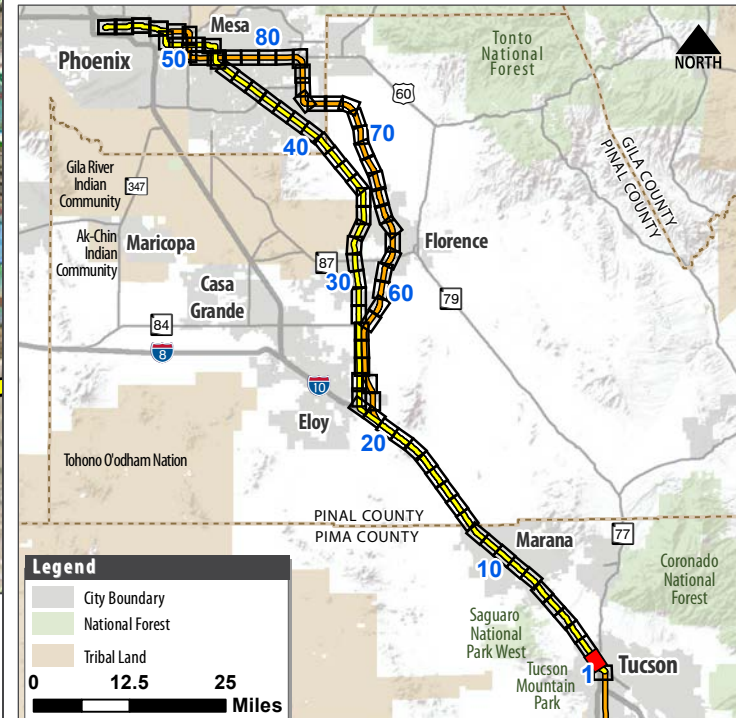 Mesa
80
Tonto
National
Forest
NORTH
Phoenix
50
60
70
40
GILA COUNTY
PINAL COUNTY
Gila River
Indian
Community
347
Ak-Chin
Indian
Community
Maricopa
87
Florence
Casa
Grande
30
60
79
84
8
10
Eloy
20
Tohono O'odham Nation
PINAL COUNTY
PIMA COUNTY
Marana
77
10
Coronado
National
Forest
Saguaro
National
Park West
Tucson
Mountain
Park
1
Tucson
Legend
City Boundary
National Forest
Tribal Land
0 12.5 25
Miles